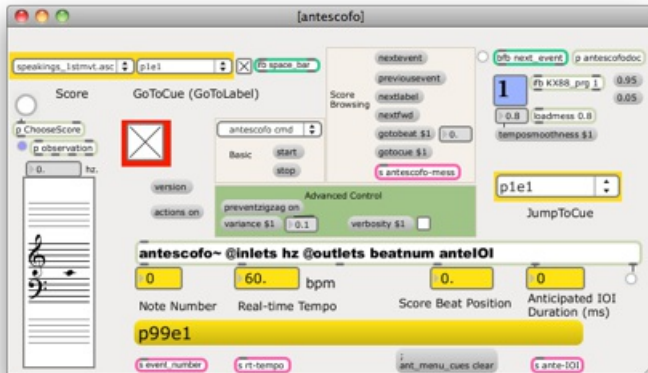 [antescofo]
speakings_1stmvt.asc
p1e1
fb space_bar
Score
GoToCue (GoToLabel)
p ChooseScore
p observation
0.
hz.
version
actions on
antescofo cmd
Basic
start
stop
Score
Browsing
nextevent
previousevent
nextlabel
nextfwd
gotobeat $1
0.
gotocue $1
s antescofo-mess
Advanced Control
preventzigzag on
variance $1
0.1
verbosity $1
bfb next_event
p antescofodoc
1
fb KX88_prg 1
0.95
0.05
0.8
loadmess 0.8
temposmoothness $1
p1e1
JumpToCue
antescofo~ @inlets hz @outlets beatnum anteIOI
0
60.
bpm
0.
0
Note Number
Real-time Tempo
Score Beat Position
Anticipated IOI
Duration (ms)
p99e1
s event_number
s rt-tempo
;
ant_menu_cues clear
s ante-IOI